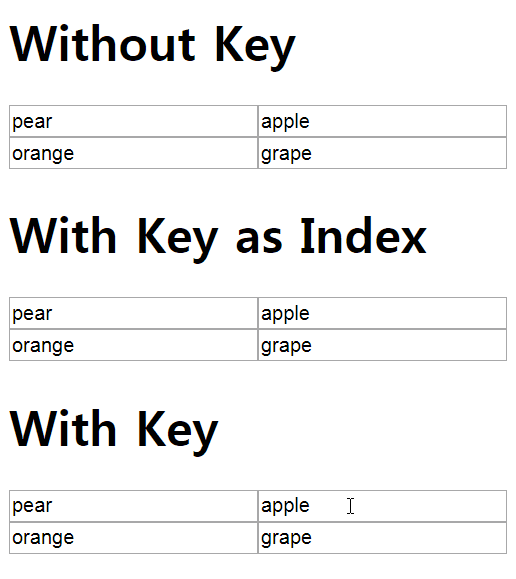 Without Key
pear apple
orange grape
With Key as Index
pear apple
orange grape
With Key
pear apple
orange grape